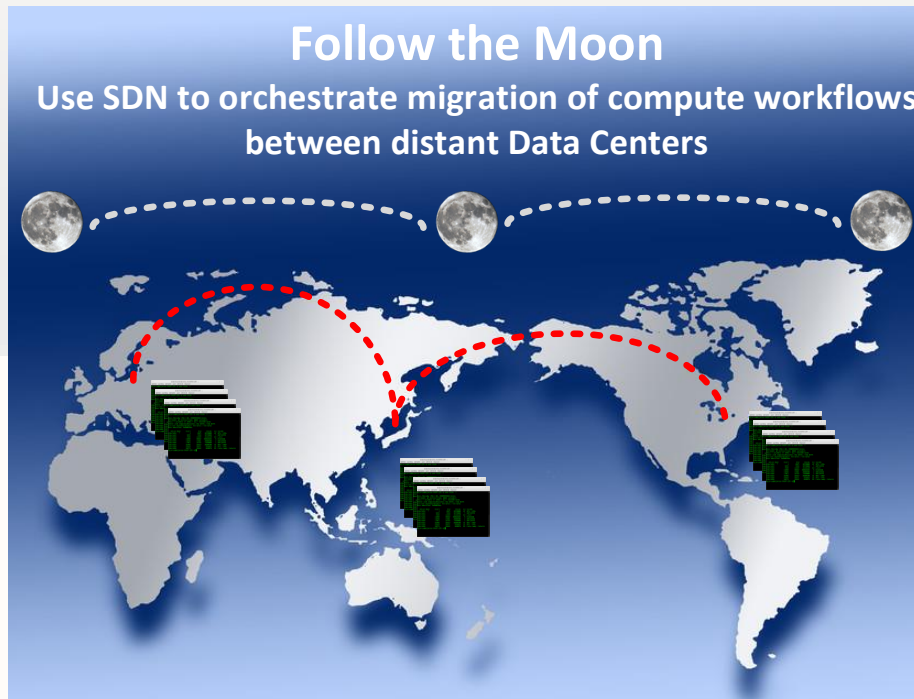 Follow the Moon
Use SDN to orchestrate migration of compute workflows
between distant Data Centers